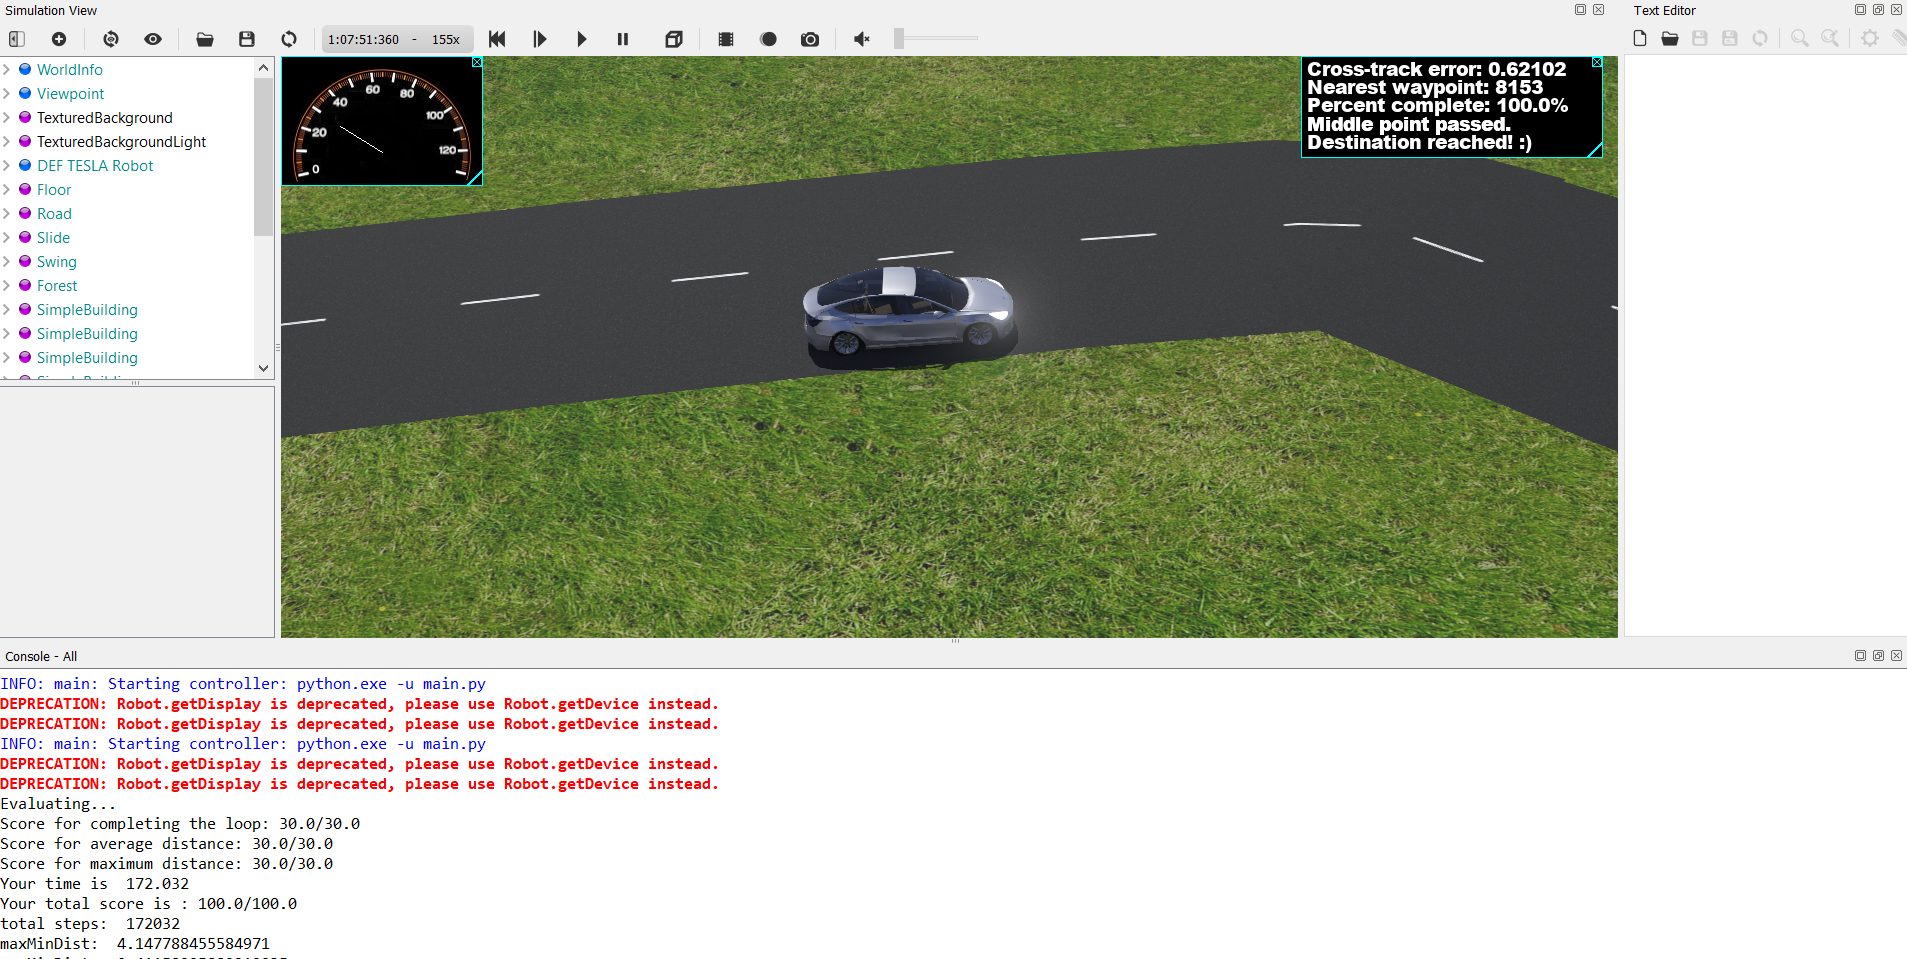 Simulation View
Text Editor
1:07:51:360 - 155x
WorldInfo
Viewpoint
TexturedBackground
TexturedBackgroundLight
DEF TESLA Robot
Floor
Road
Slide
Swing
Forest
SimpleBuilding
SimpleBuilding
SimpleBuilding
0
20
40
60
80
100
120
Cross-track error: 0.62102
Nearest waypoint: 8153
Percent complete: 100.0%
Middle point passed.
Destination reached! :)
Console - All
INFO: main: Starting controller: python.exe -u main.py
DEPRECATION: Robot.getDisplay is deprecated, please use Robot.getDevice instead.
DEPRECATION: Robot.getDisplay is deprecated, please use Robot.getDevice instead.
INFO: main: Starting controller: python.exe -u main.py
DEPRECATION: Robot.getDisplay is deprecated, please use Robot.getDevice instead.
DEPRECATION: Robot.getDisplay is deprecated, please use Robot.getDevice instead.
Evaluating...
Score for completing the loop: 30.0/30.0
Score for average distance: 30.0/30.0
Score for maximum distance: 30.0/30.0
Your time is  172.032
Your total score is : 100.0/100.0
total steps:  172032
maxMinDist:  4.147788455584971